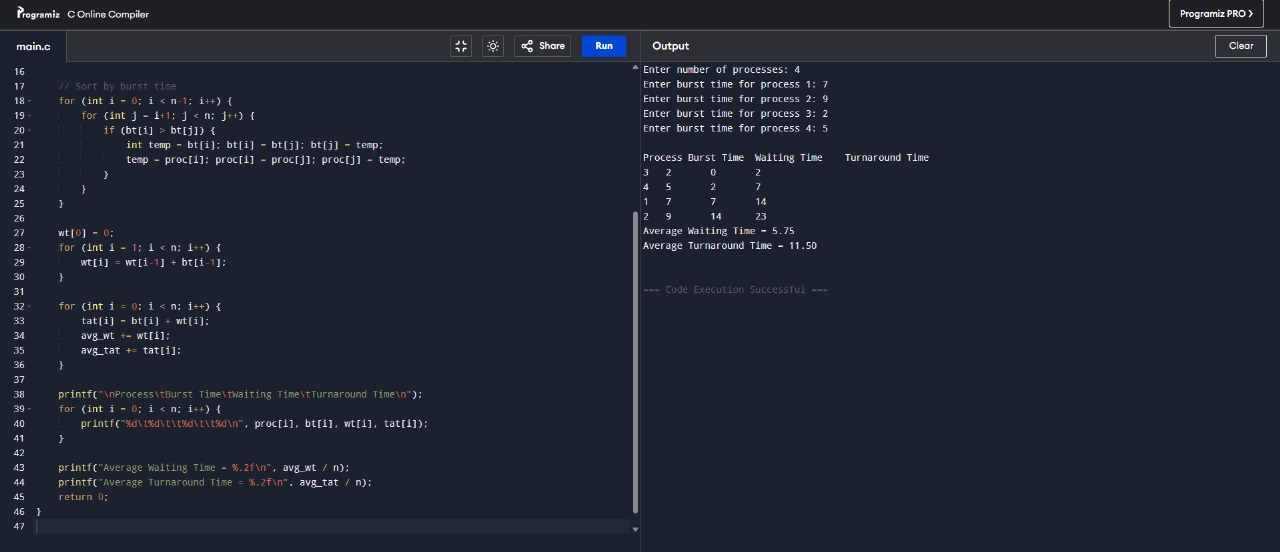 Programiz C Online Compiler
Programiz PRO >
main.c
Share
Run
Output
Clear
16
17 // Sort by burst time
18 for (int i = 0; i < n-1; i++) {
19 for (int j = i+1; j < n; j++) {
20 if (bt[i] > bt[j]) {
21 int temp = bt[i]; bt[i] = bt[j]; bt[j] = temp;
22 temp = proc[i]; proc[i] = proc[j]; proc[j] = temp;
23 }
24 }
25 }
26
27 wt[0] = 0;
28 for (int i = 1; i < n; i++) {
29 wt[i] = wt[i-1] + bt[i-1];
30 }
31
32 for (int i = 0; i < n; i++) {
33 tat[i] = bt[i] + wt[i];
34 avg_wt += wt[i];
35 avg_tat += tat[i];
36 }
37
38 printf("\nProcess\tBurst Time\tWaiting Time\tTurnaround Time\n");
39 for (int i = 0; i < n; i++) {
40 printf("%d\t%d\t\t%d\t\t%d\n", proc[i], bt[i], wt[i], tat[i]);
41 }
42
43 printf("Average Waiting Time = %.2f\n", avg_wt / n);
44 printf("Average Turnaround Time = %.2f\n", avg_tat / n);
45 return 0;
46 }
47
Enter number of processes: 4
Enter burst time for process 1: 7
Enter burst time for process 2: 9
Enter burst time for process 3: 2
Enter burst time for process 4: 5
Process Burst Time Waiting Time Turnaround Time
3 2 0 2
4 5 2 7
1 7 7 14
2 9 14 23
Average Waiting Time = 5.75
Average Turnaround Time = 11.50
=== Code Execution Successful ===